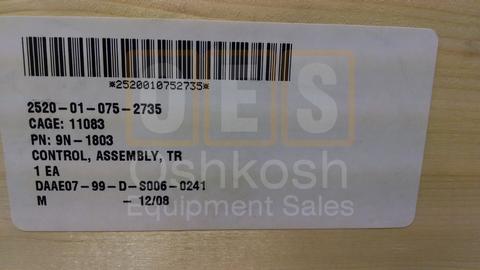 *2520010752735*
2520-01-075-2735
CAGE: 11083
PN: 9N-1803
CONTROL, ASSEMBLY, TR
1 EA
DAAE07-99-D-S006-0241
M - 12/08
OES
Oshkosh
Equipment Sales